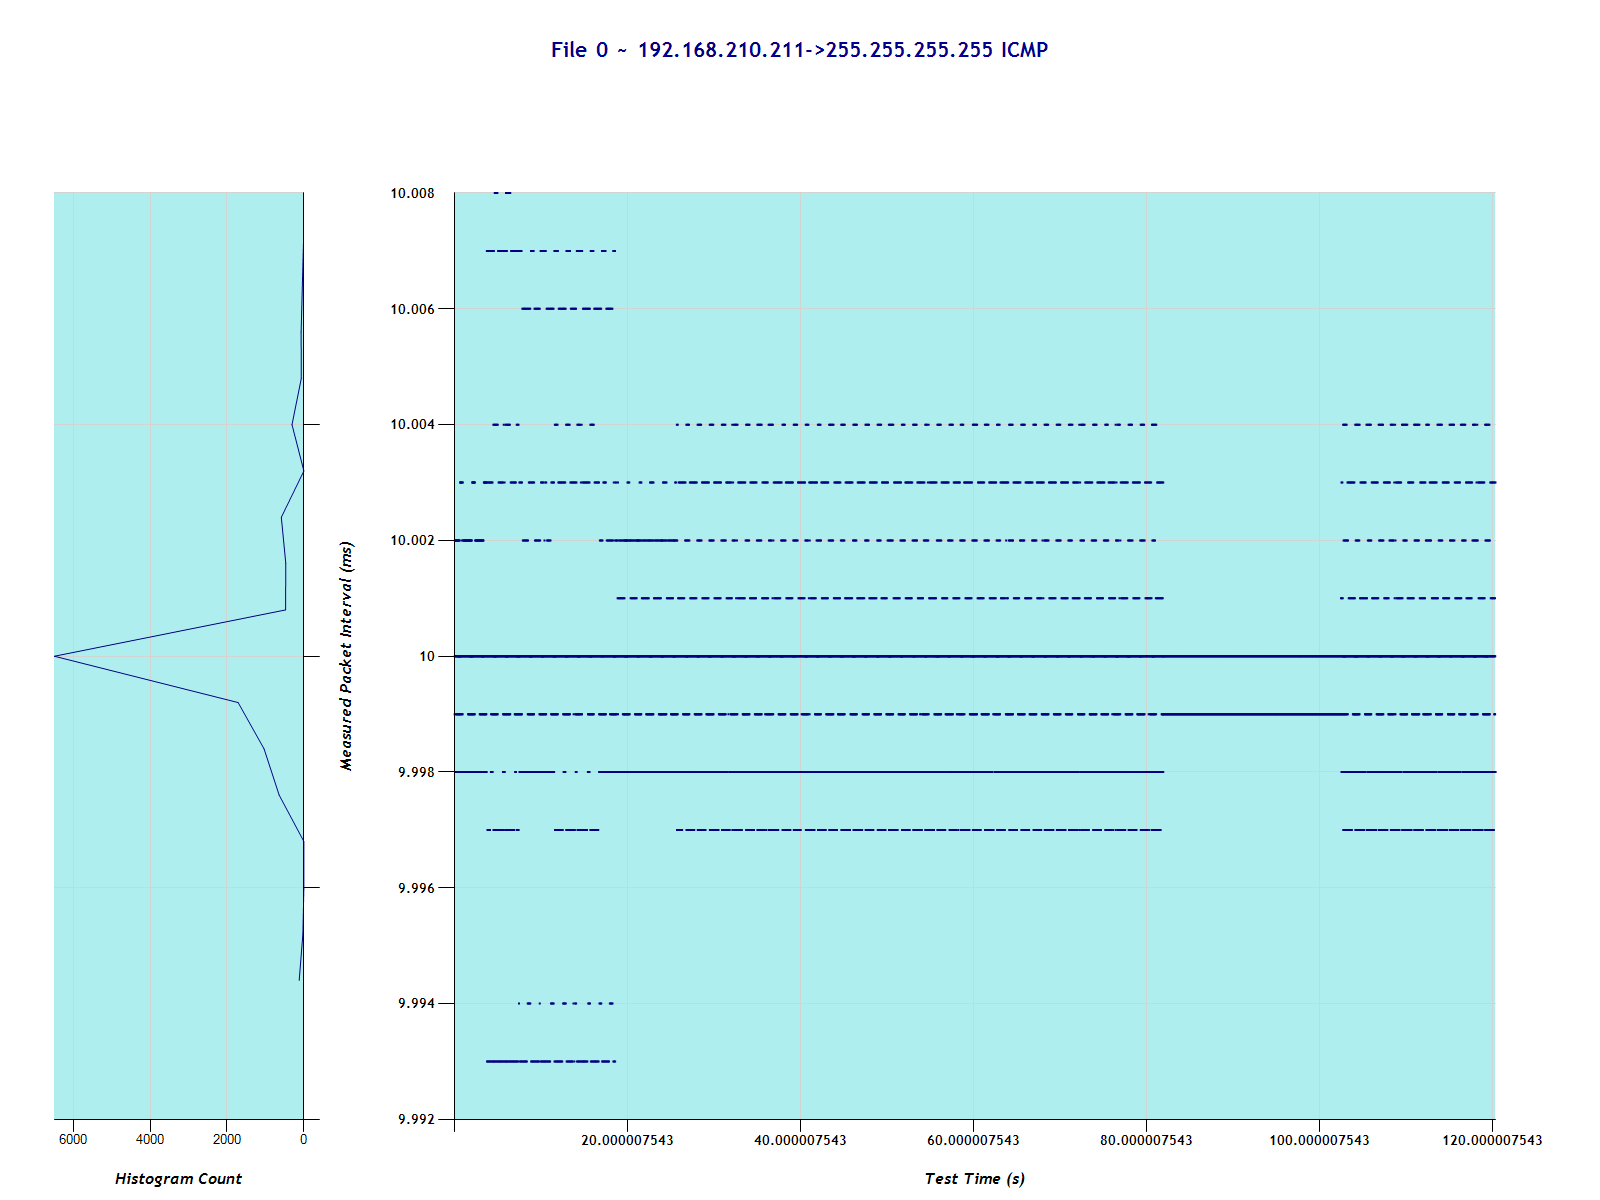 File 0 ~ 192.168.210.211->255.255.255.255 ICMP
10.008
10.006
10.004
10.002
10
9.998
9.996
9.994
9.992
Measured Packet Interval (ms)
6000 4000 2000 0
20.000007543 40.000007543 60.000007543 80.000007543 100.000007543 120.000007543
Histogram Count
Test Time (s)